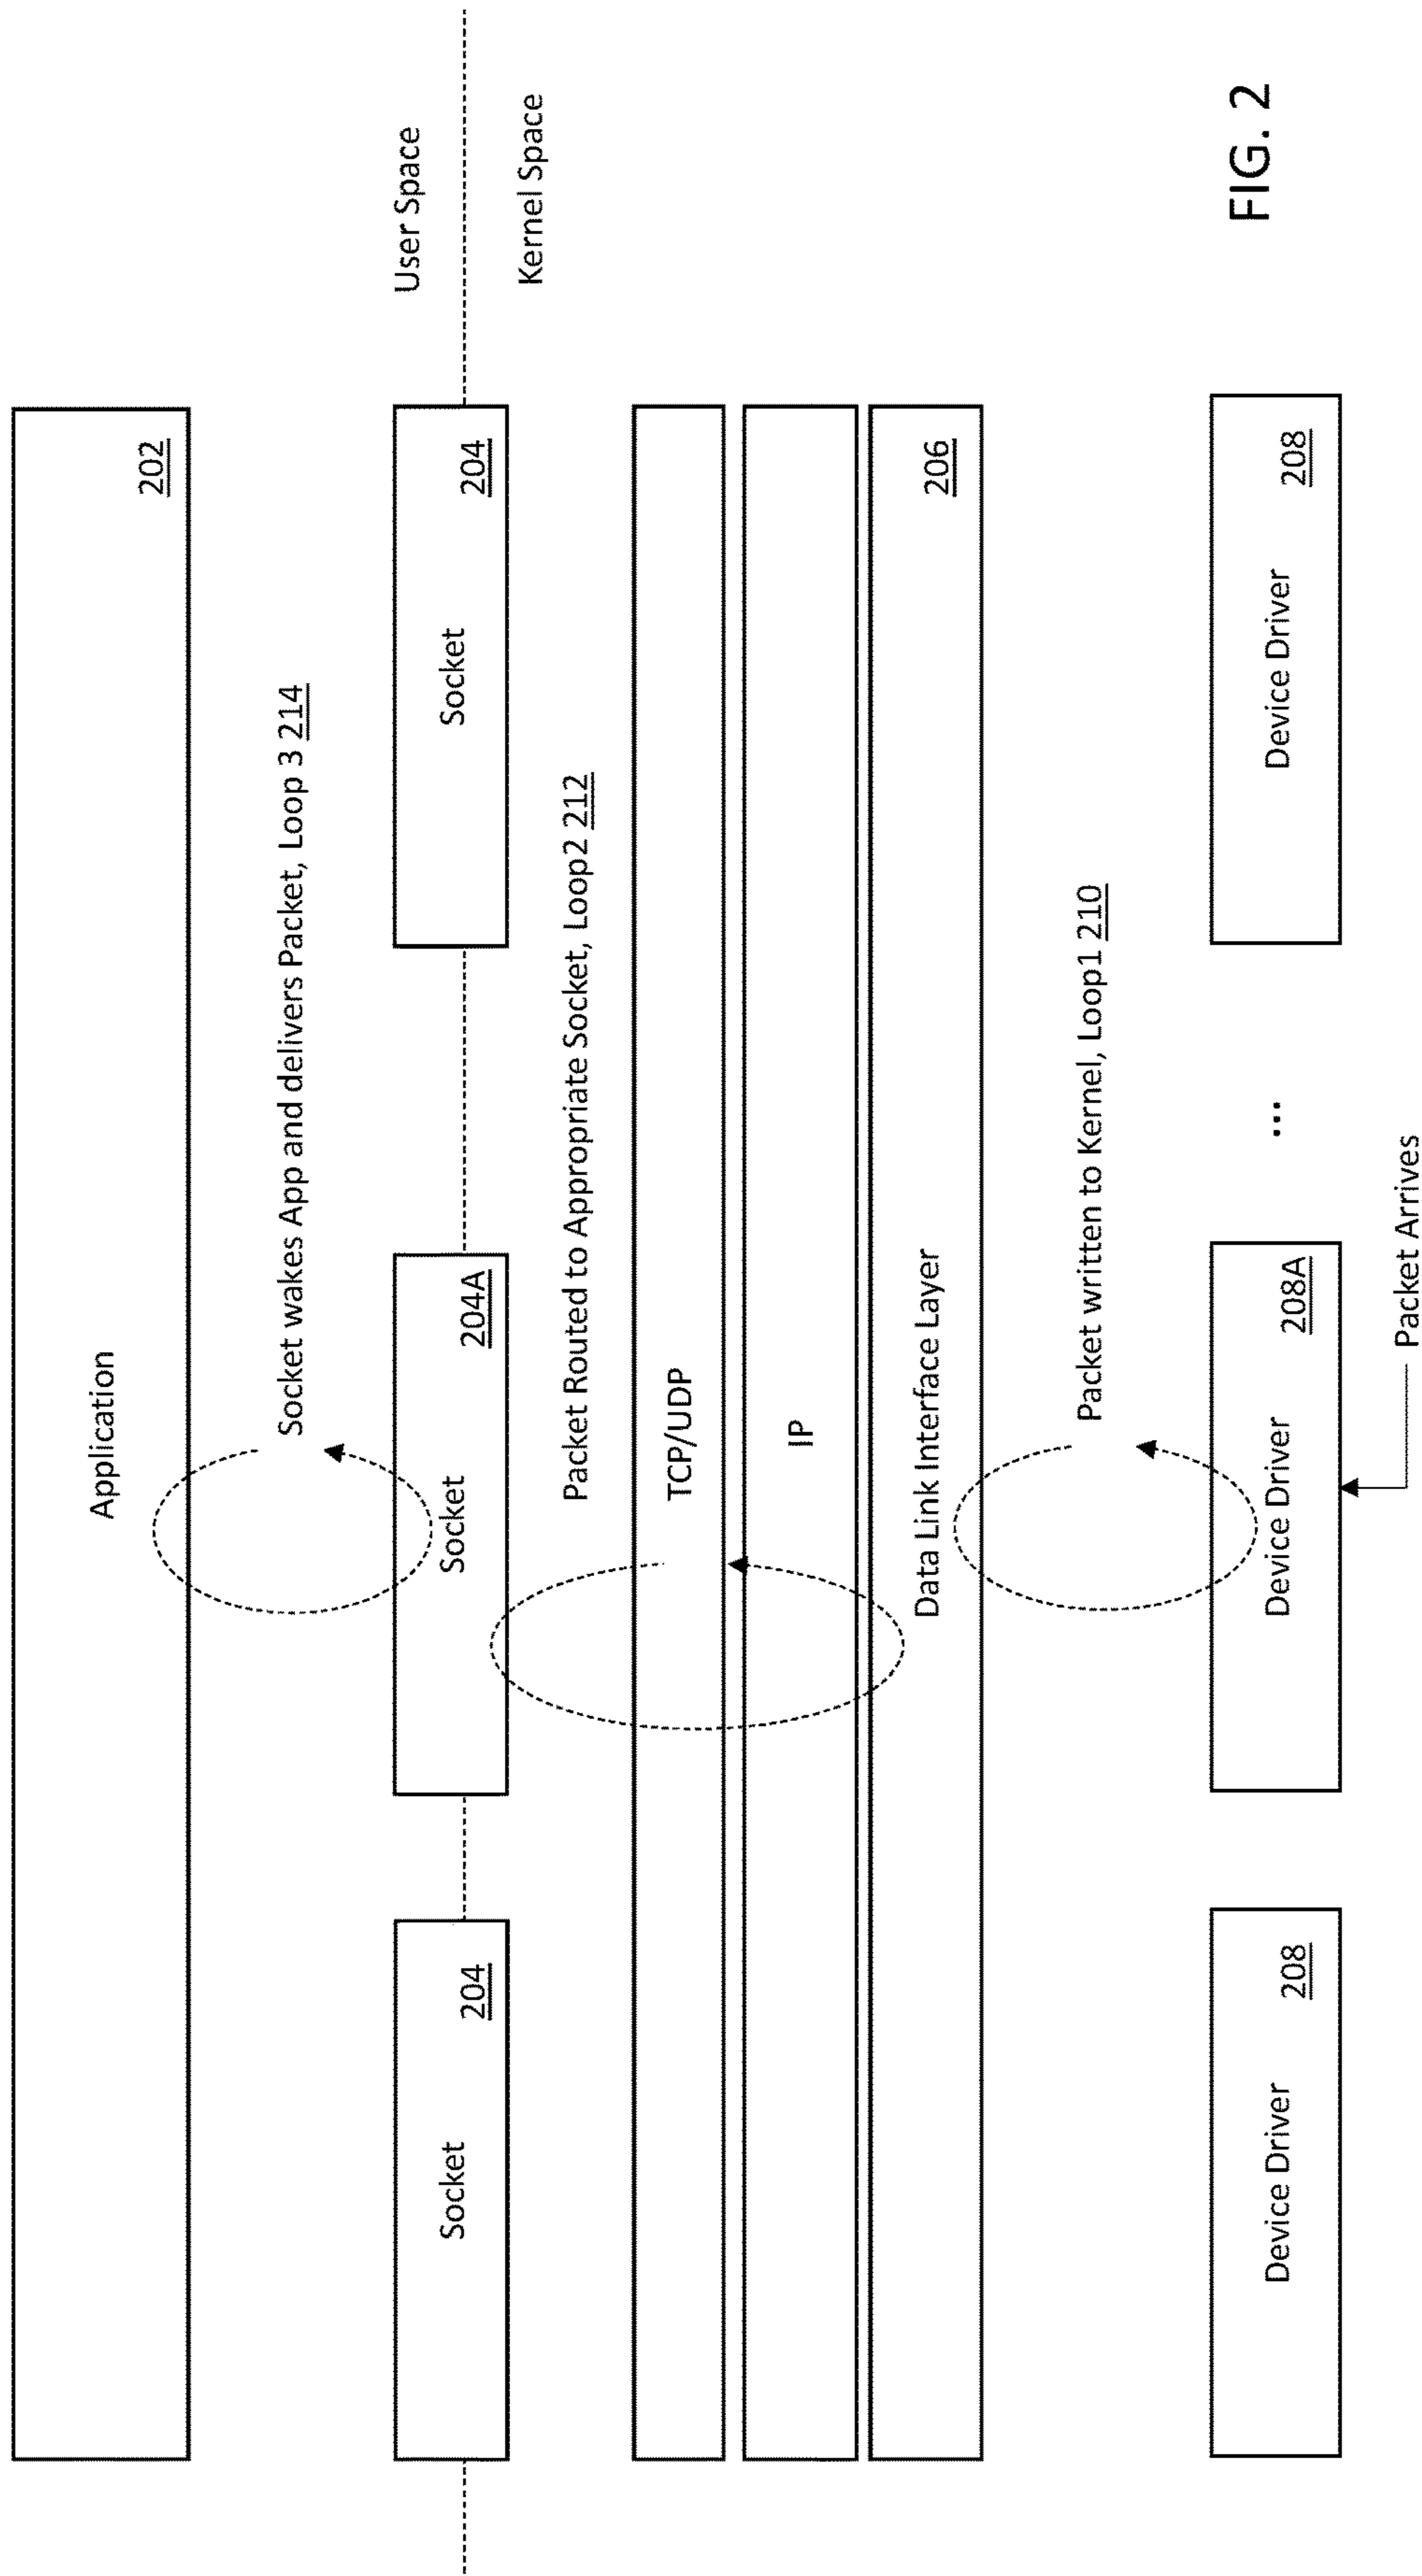 Application
202
Socket wakes App and delivers Packet, Loop 3 214
User Space
Socket
204
Socket
204A
Socket
204
Kernel Space
Packet Routed to Appropriate Socket, Loop2 212
TCP/UDP
IP
Data Link Interface Layer
206
Packet written to Kernel, Loop1 210
Device Driver
208
Device Driver
208A
...
Device Driver
208
Packet Arrives
FIG. 2